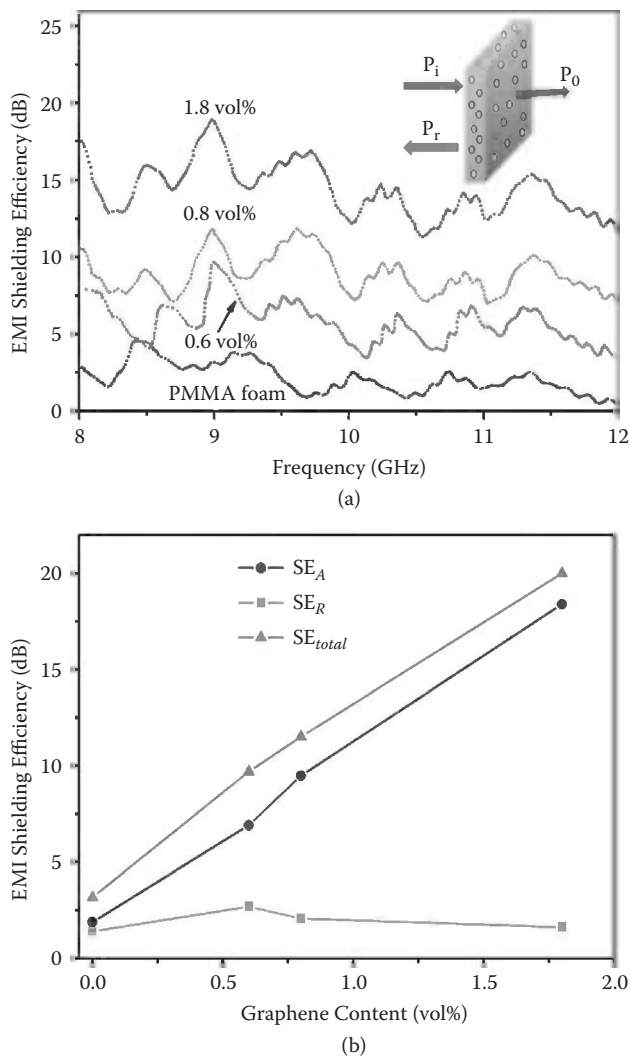 25
20
15
10
5
0
EMI Shielding Efficiency (dB)
1.8 vol%
0.8 vol%
0.6 vol%
PMMA foam
Pi
Pr
P0
8
9
10
11
12
Frequency (GHz)
(a)
20
15
10
5
0
EMI Shielding Efficiency (dB)
SEA
SER
SEtotal
0.0
0.5
1.0
1.5
2.0
Graphene Content (vol%)
(b)